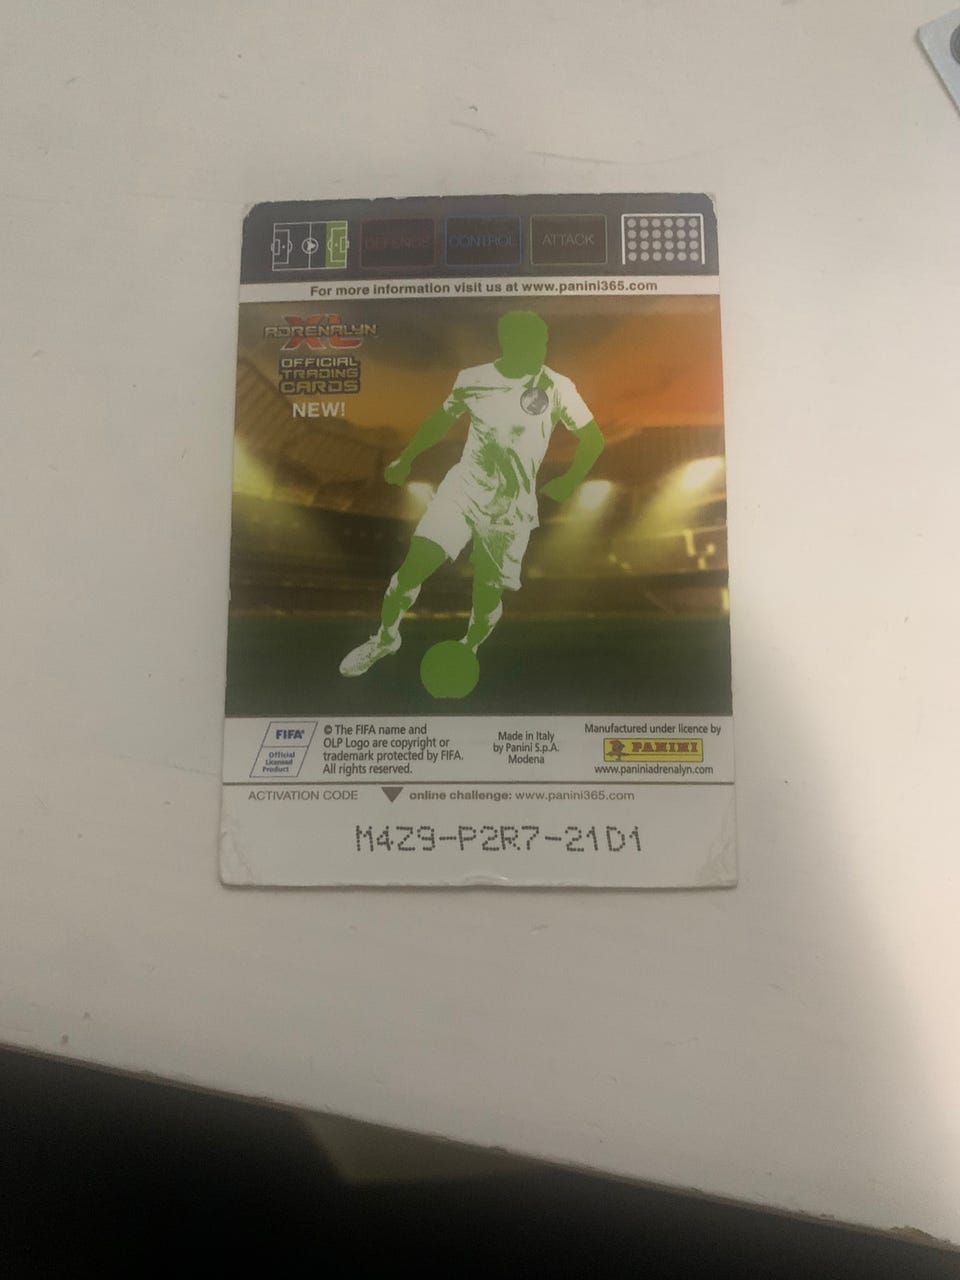 DEFENCE CONTROL ATTACK
For more information visit us at www.panini365.com
ADRENALYN
XL
OFFICIAL
TRADING
CARDS
NEW!
FIFA®
Official
Licensed
Product
© The FIFA name and
OLP Logo are copyright or
trademark protected by FIFA.
All rights reserved.
Made in Italy
by Panini S.p.A.
Modena
Manufactured under licence by
PANINI
www.paniniadrenalyn.com
ACTIVATION CODE online challenge: www.panini365.com
M4Z9-P2R7-21D1